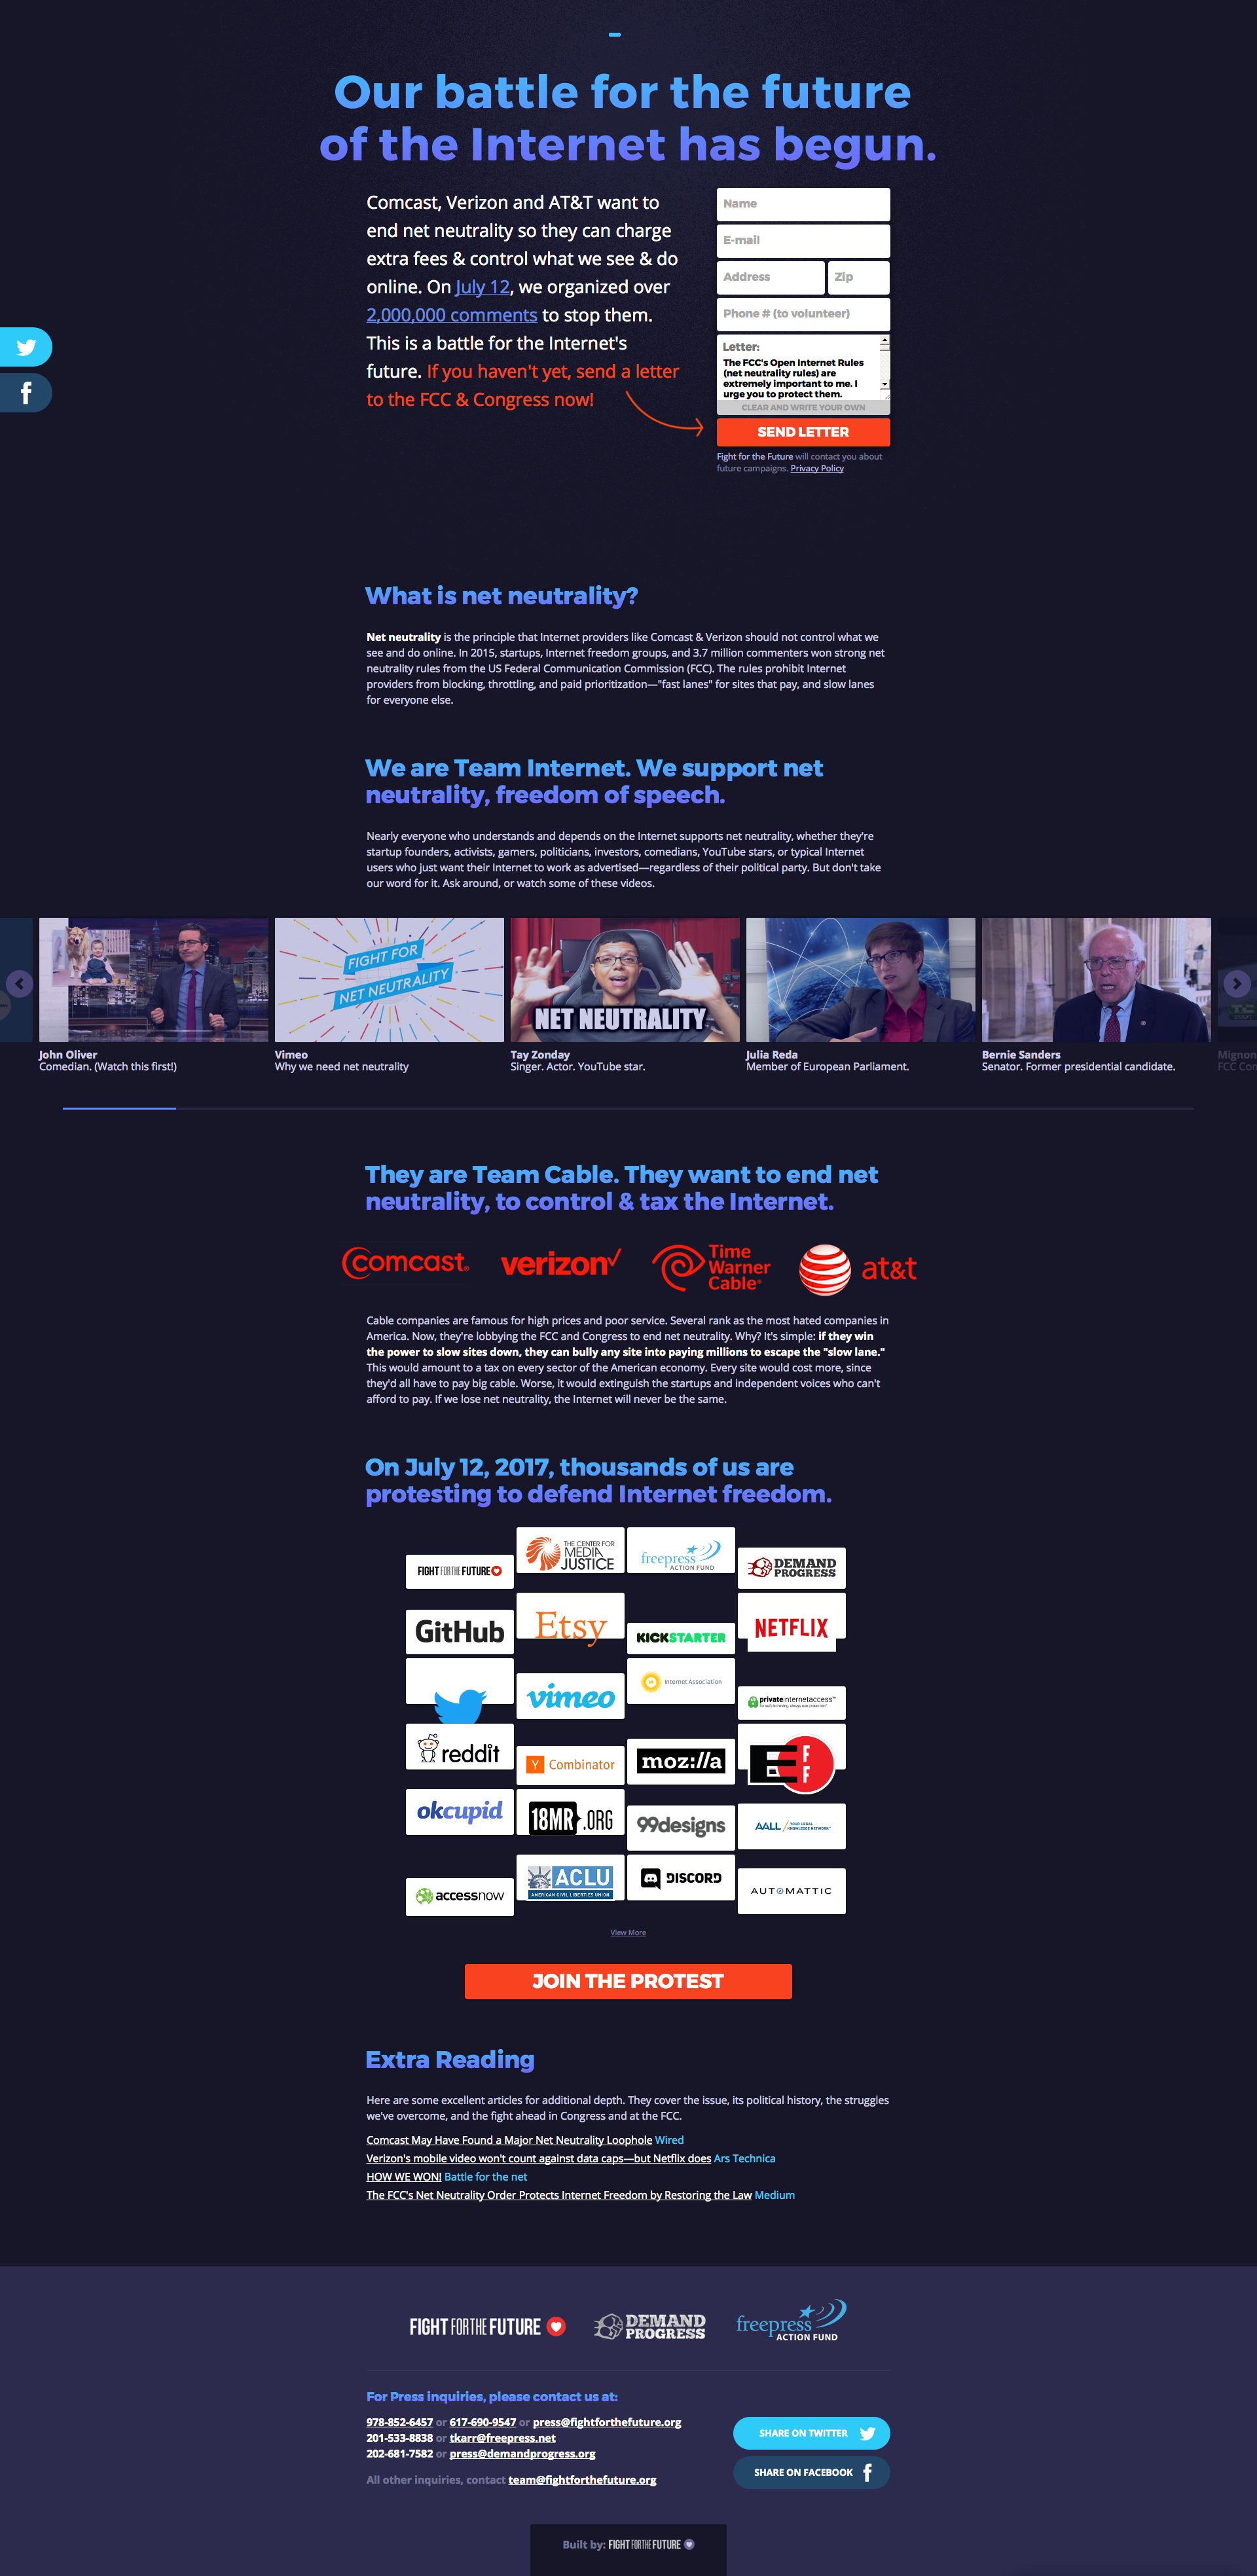 Our battle for the future
of the Internet has begun.
Comcast, Verizon and AT&T want to
end net neutrality so they can charge
extra fees & control what we see & do
online. On July 12, we organized over
2,000,000 comments to stop them.
This is a battle for the Internet's
future. If you haven't yet, send a letter
to the FCC & Congress now!
Name
E-mail
Address Zip
Phone # (to volunteer)
Letter:
The FCC's Open Internet Rules
(net neutrality rules) are
extremely important to me. I
urge you to protect them.
CLEAR AND WRITE YOUR OWN
SEND LETTER
Fight for the Future will contact you about
future campaigns. Privacy Policy
What is net neutrality?
Net neutrality is the principle that Internet providers like Comcast & Verizon should not control what we
see and do online. In 2015, startups, Internet freedom groups, and 3.7 million commenters won strong net
neutrality rules from the US Federal Communication Commission (FCC). The rules prohibit Internet
providers from blocking, throttling, and paid prioritization—"fast lanes" for sites that pay, and slow lanes
for everyone else.
We are Team Internet. We support net
neutrality, freedom of speech.
Nearly everyone who understands and depends on the Internet supports net neutrality, whether they're
startup founders, activists, gamers, politicians, investors, comedians, YouTube stars, or typical Internet
users who just want their Internet to work as advertised—regardless of their political party. But don't take
our word for it. Ask around, or watch some of these videos.
FIGHT FOR
NET NEUTRALITY
NET NEUTRALITY
John Oliver
Comedian. (Watch this first!)
Vimeo
Why we need net neutrality
Tay Zonday
Singer. Actor. YouTube star.
Julia Reda
Member of European Parliament.
Bernie Sanders
Senator. Former presidential candidate.
Mignon
FCC Con
They are Team Cable. They want to end net
neutrality, to control & tax the Internet.
Comcast.
verizon
Time
Warner
Cable
at&t
Cable companies are famous for high prices and poor service. Several rank as the most hated companies in
America. Now, they're lobbying the FCC and Congress to end net neutrality. Why? It's simple: if they win
the power to slow sites down, they can bully any site into paying millions to escape the "slow lane."
This would amount to a tax on every sector of the American economy. Every site would cost more, since
they'd all have to pay big cable. Worse, it would extinguish the startups and independent voices who can't
afford to pay. If we lose net neutrality, the Internet will never be the same.
On July 12, 2017, thousands of us are
protesting to defend Internet freedom.
FIGHT FOR THE FUTURE
THE CENTER FOR
MEDIA
JUSTICE
freepress
ACTION FUND
DEMAND
PROGRESS
GitHub
Etsy
KICKSTARTER
NETFLIX
vimeo
Internet Association
privateinternetaccess™
reddit
Y Combinator
moz://a
EFF
okcupid
18MR.ORG
99designs
AALL YOUR LEGAL
KNOWLEDGE NETWORK
accessnow
ACLU
AMERICAN CIVIL LIBERTIES UNION
DISCORD
AUTOMATTIC
View More
JOIN THE PROTEST
Extra Reading
Here are some excellent articles for additional depth. They cover the issue, its political history, the struggles
we've overcome, and the fight ahead in Congress and at the FCC.
Comcast May Have Found a Major Net Neutrality Loophole Wired
Verizon's mobile video won't count against data caps—but Netflix does Ars Technica
HOW WE WON! Battle for the net
The FCC's Net Neutrality Order Protects Internet Freedom by Restoring the Law Medium
FIGHT FOR THE FUTURE
DEMAND
PROGRESS
freepress
ACTION FUND
For Press inquiries, please contact us at:
978-852-6457 or 617-690-9547 or press@fightforthefuture.org
201-533-8838 or tkarr@freepress.net
202-681-7582 or press@demandprogress.org
All other inquiries, contact team@fightforthefuture.org
SHARE ON TWITTER
SHARE ON FACEBOOK
Built by: FIGHT FOR THE FUTURE